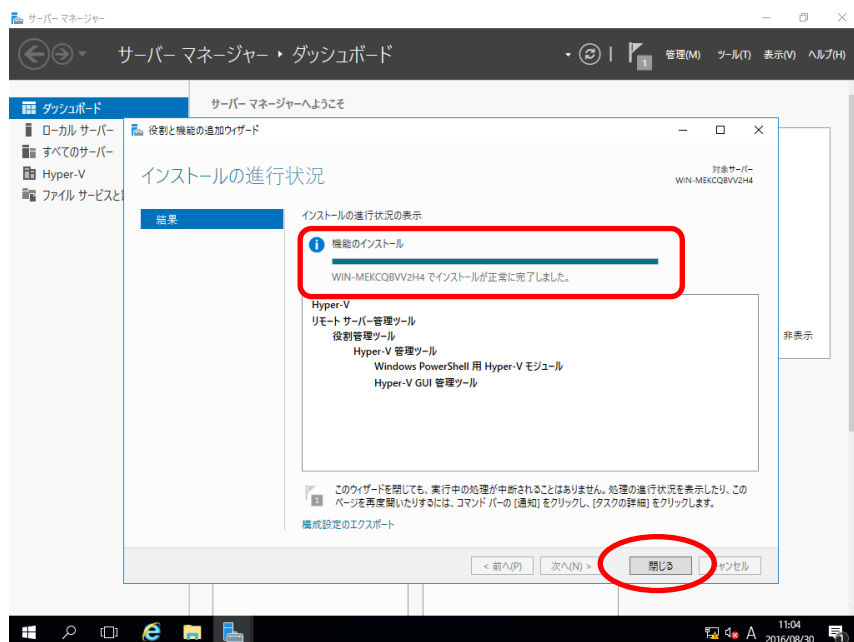 サーバー マネージャー
サーバー マネージャー・ダッシュボード
1
管理(M) ツール(T) 表示(V) ヘルプ(H)
ダッシュボード
ローカル サーバー
すべてのサーバー
Hyper-V
ファイル サービスと
サーバー マネージャーへようこそ
非表示
役割と機能の追加ウィザード
インストールの進行状況
対象サーバー
WIN-MEKCQBVV2H4
結果
インストールの進行状況の表示
機能のインストール
WIN-MEKCQBVV2H4 でインストールが正常に完了しました。
Hyper-V
リモート サーバー管理ツール
役割管理ツール
Hyper-V 管理ツール
Windows PowerShell 用 Hyper-V モジュール
Hyper-V GUI 管理ツール
1
このウィザードを閉じても、実行中の処理が中断されることはありません。処理の進行状況を表示したり、この
ページを再度開いたりするには、コマンド バーの [通知] をクリックし、[タスクの詳細] をクリックします。
構成設定のエクスポート
< 前へ(P) 次へ(N) > 閉じる キャンセル
A
11:04
2016/08/30
1